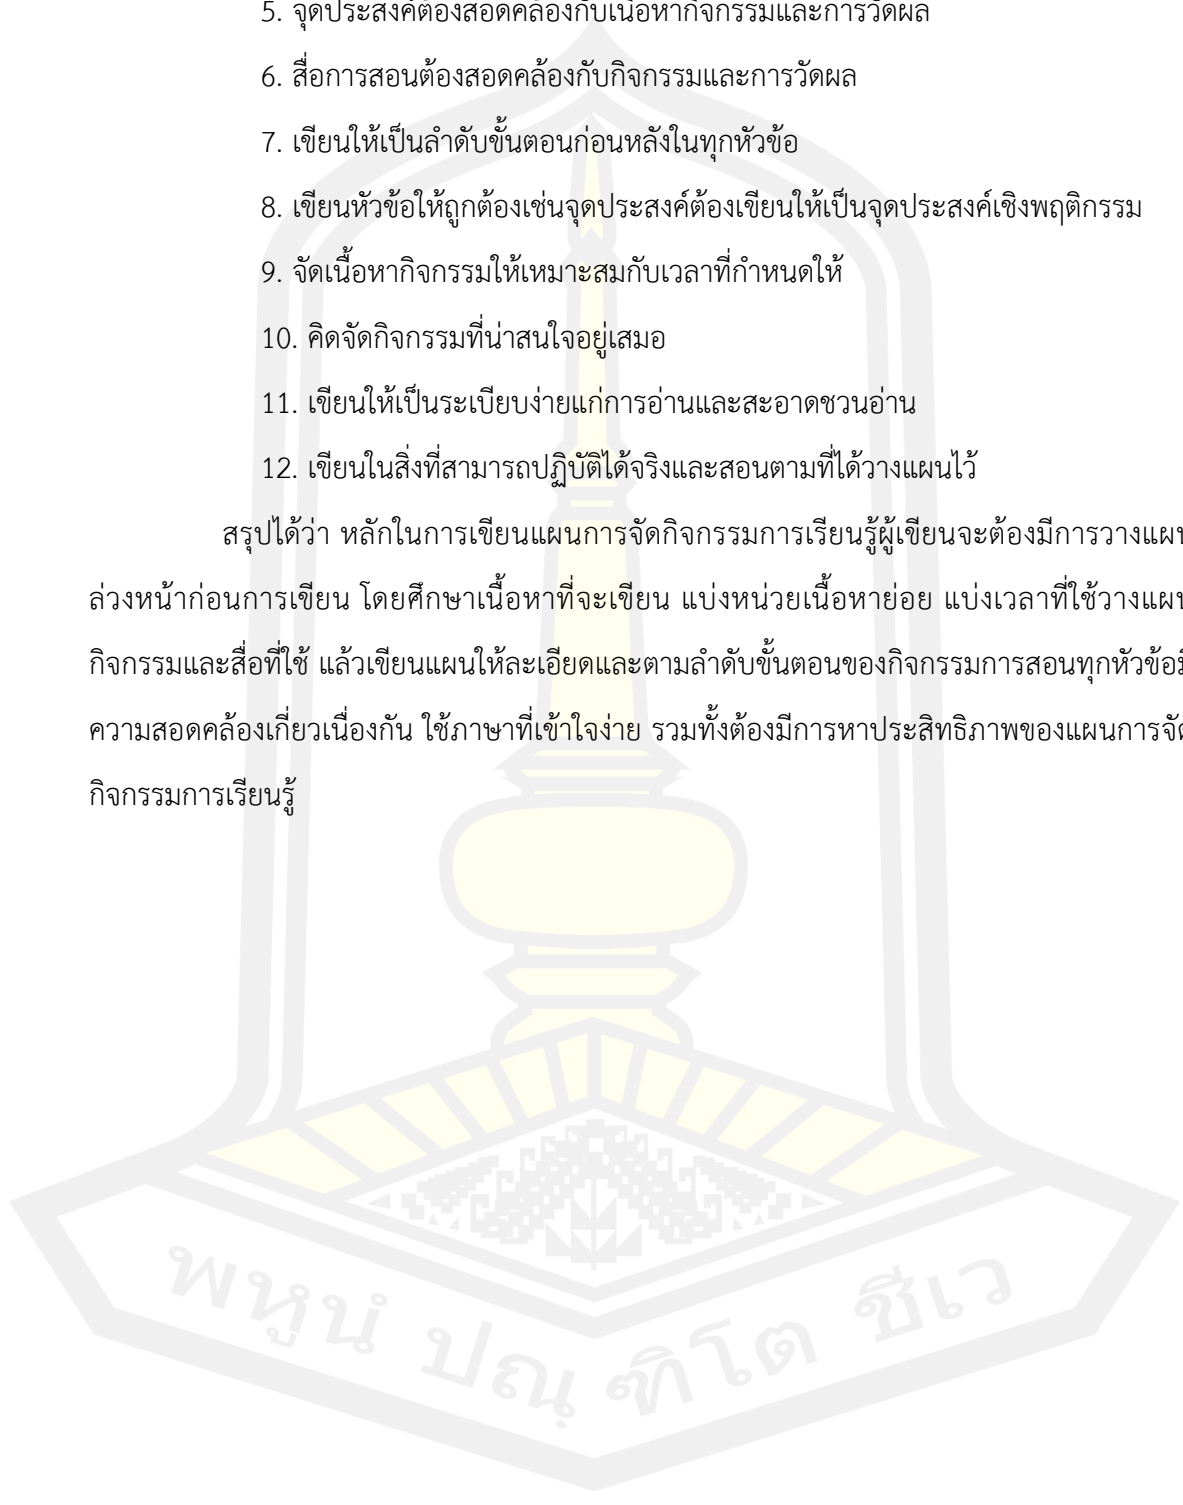 5. จุดประสงค์ต้องสอดคล้องกับเนื้อหากิจกรรมและการวัดผล
6. สื่อการสอนต้องสอดคล้องกับกิจกรรมและการวัดผล
7. เขียนให้เป็นลำดับขั้นตอนก่อนหลังในทุกหัวข้อ
8. เขียนหัวข้อให้ถูกต้องเช่นจุดประสงค์ต้องเขียนให้เป็นจุดประสงค์เชิงพฤติกรรม
9. จัดเนื้อหากิจกรรมให้เหมาะสมกับเวลาที่กำหนดให้
10. คิดจัดกิจกรรมที่น่าสนใจอยู่เสมอ
11. เขียนให้เป็นระเบียบง่ายแก่การอ่านและสะอาดชวนอ่าน
12. เขียนในสิ่งที่สามารถปฏิบัติได้จริงและสอนตามที่ได้วางแผนไว้
สรุปได้ว่า หลักในการเขียนแผนการจัดกิจกรรมการเรียนรู้ผู้เขียนจะต้องมีการวางแผน
ล่วงหน้าก่อนการเขียน โดยศึกษาเนื้อหาที่จะเขียน แบ่งหน่วยเนื้อหาย่อย แบ่งเวลาที่ใช้วางแผน
กิจกรรมและสื่อที่ใช้ แล้วเขียนแผนให้ละเอียดและตามลำดับขั้นตอนของกิจกรรมการสอนทุกหัวข้อมี
ความสอดคล้องเกี่ยวเนื่องกัน ใช้ภาษาที่เข้าใจง่าย รวมทั้งต้องมีการหาประสิทธิภาพของแผนการจัด
กิจกรรมการเรียนรู้
พหูนํ ปณฺฑิโต ชีเว